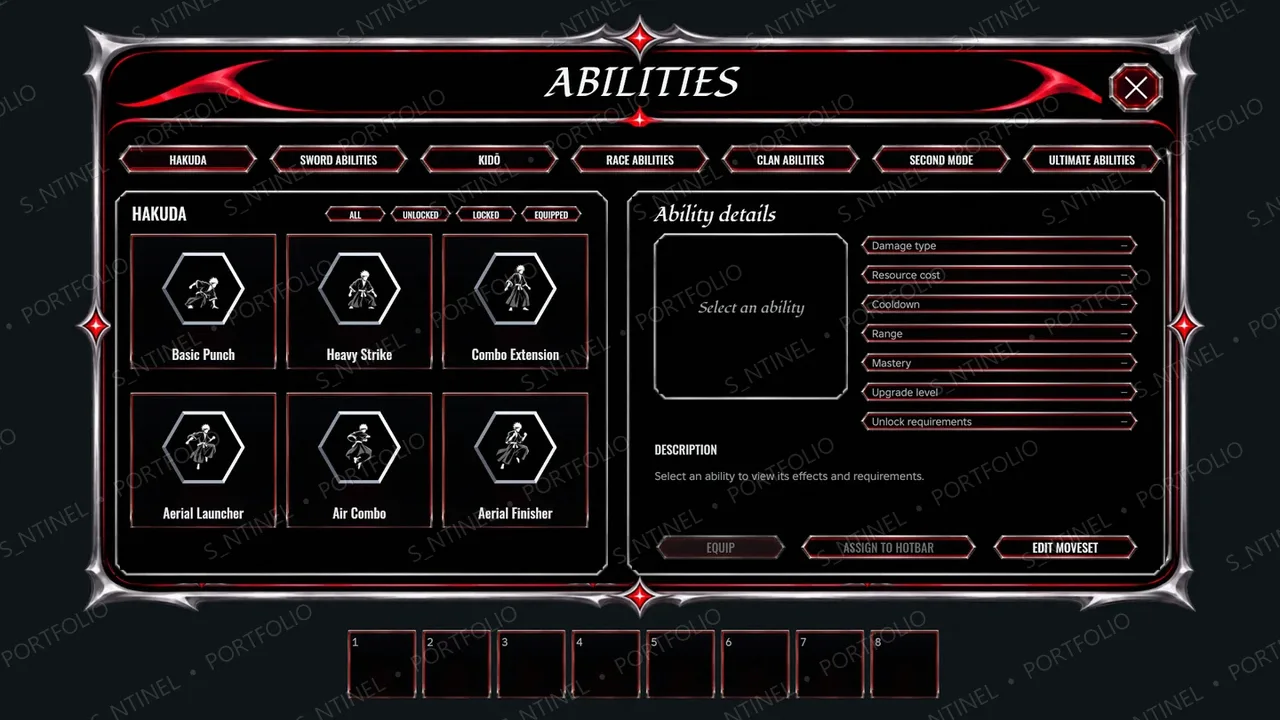 ABILITIES
HAKUDA
SWORD ABILITIES
KIDŌ
RACE ABILITIES
CLAN ABILITIES
SECOND MODE
ULTIMATE ABILITIES
HAKUDA
ALL
UNLOCKED
LOCKED
EQUIPPED
Basic Punch
Heavy Strike
Combo Extension
Aerial Launcher
Air Combo
Aerial Finisher
Ability details
Select an ability
Damage type –
Resource cost –
Cooldown –
Range –
Mastery –
Upgrade level –
Unlock requirements –
DESCRIPTION
Select an ability to view its effects and requirements.
EQUIP
ASSIGN TO HOTBAR
EDIT MOVESET
1
2
3
4
5
6
7
8
S_NTINEL • PORTFOLIO